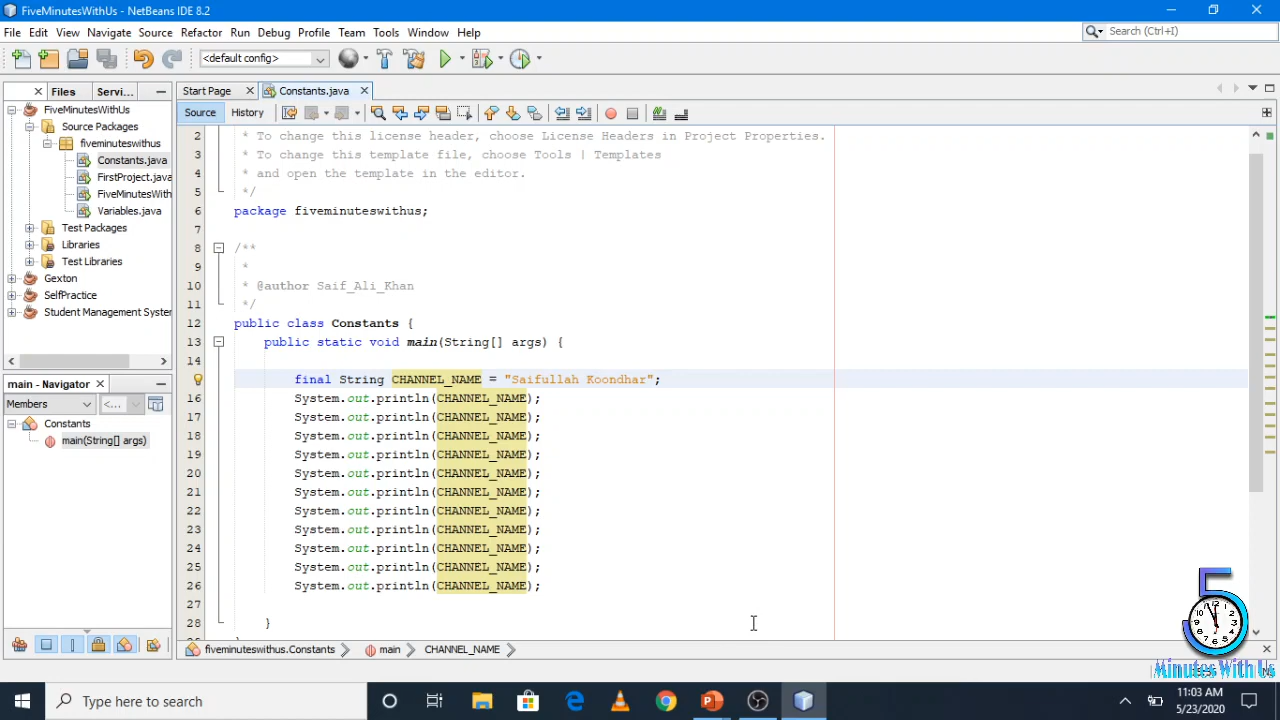 FiveMinutesWithUs - NetBeans IDE 8.2
File Edit View Navigate Source Refactor Run Debug Profile Team Tools Window Help
Search (Ctrl+I)
<default config>
Files Servi...
Start Page Constants.java
Source History
FiveMinutesWithUs
Source Packages
fiveminuteswithus
Constants.java
FirstProject.java
FiveMinutesWith
Variables.java
Test Packages
Libraries
Test Libraries
Gexton
SelfPractice
Student Management System
main - Navigator
Members <...
Constants
main(String[] args)
2 * To change this license header, choose License Headers in Project Properties.
3 * To change this template file, choose Tools | Templates
4 * and open the template in the editor.
5 */
6 package fiveminuteswithus;
7
8 /**
9 *
10 * @author Saif_Ali_Khan
11 */
12 public class Constants {
13 public static void main(String[] args) {
14
final String CHANNEL_NAME = "Saifullah Koondhar";
16 System.out.println(CHANNEL_NAME);
17 System.out.println(CHANNEL_NAME);
18 System.out.println(CHANNEL_NAME);
19 System.out.println(CHANNEL_NAME);
20 System.out.println(CHANNEL_NAME);
21 System.out.println(CHANNEL_NAME);
22 System.out.println(CHANNEL_NAME);
23 System.out.println(CHANNEL_NAME);
24 System.out.println(CHANNEL_NAME);
25 System.out.println(CHANNEL_NAME);
26 System.out.println(CHANNEL_NAME);
27
28 }
fiveminuteswithus.Constants main CHANNEL_NAME
5
Minutes With Us
Type here to search
11:03 AM
5/23/2020